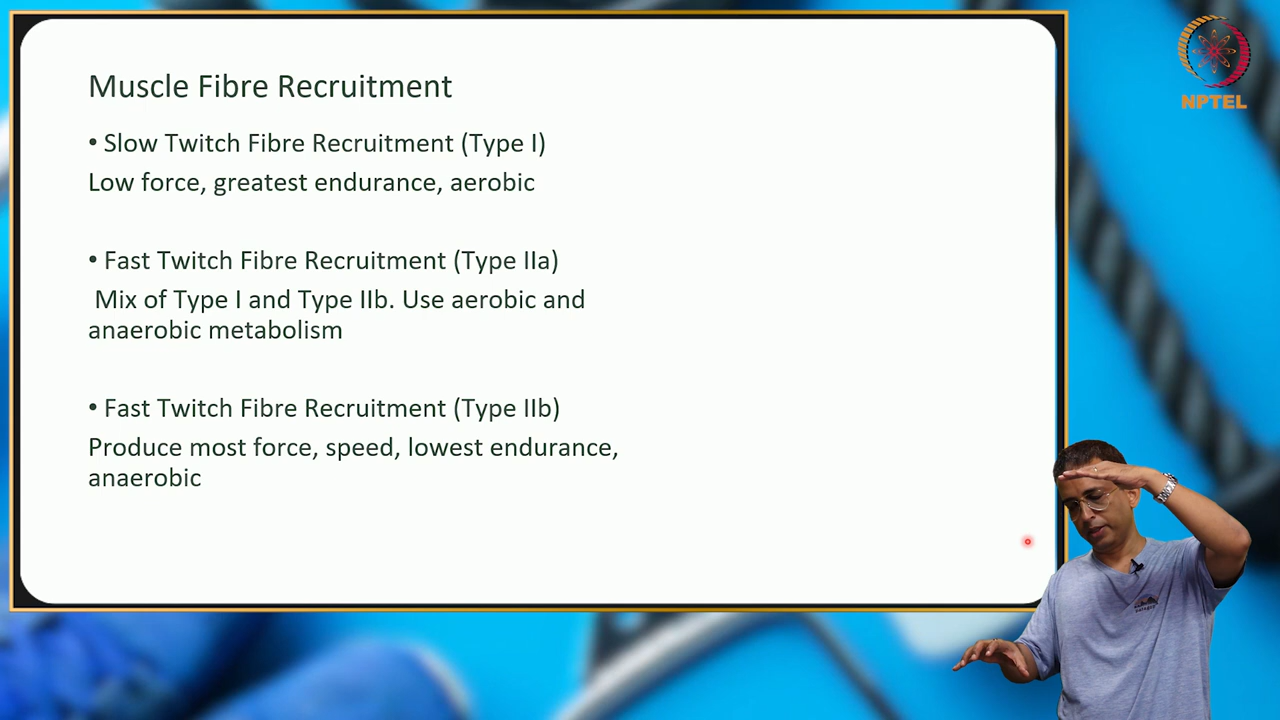 Muscle Fibre Recruitment
• Slow Twitch Fibre Recruitment (Type I)
Low force, greatest endurance, aerobic
• Fast Twitch Fibre Recruitment (Type IIa)
Mix of Type I and Type IIb. Use aerobic and
anaerobic metabolism
• Fast Twitch Fibre Recruitment (Type IIb)
Produce most force, speed, lowest endurance,
anaerobic
NPTEL